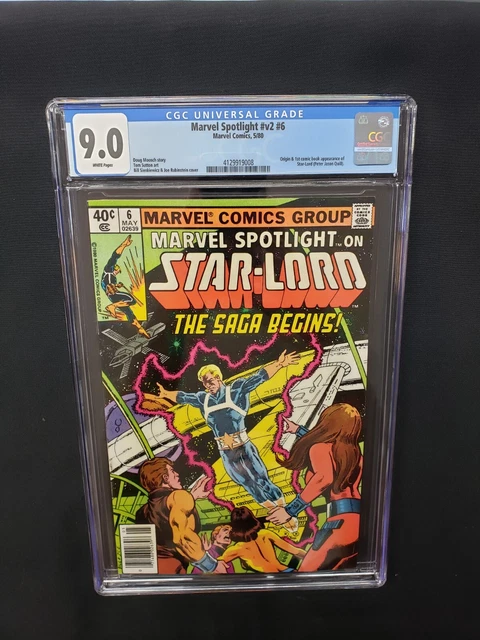 CGC UNIVERSAL GRADE
9.0
WHITE Pages
Marvel Spotlight #v2 #6
Marvel Comics, 5/80
Doug Moench story
Tom Sutton art
Bill Sienkiewicz & Joe Rubinstein cover
4129919008
Origin & 1st comic book appearance of
Star-Lord (Peter Jason Quill).
CGC
40¢
6
MAY
02639
MARVEL® COMICS GROUP
MARVEL SPOTLIGHT™ ON
STAR-LORD
THE SAGA BEGINS!